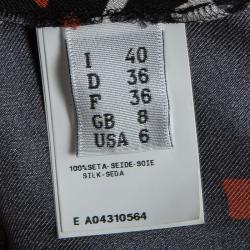 I 40
D 36
F 36
GB 8
USA 6
100%SETA-SEIDE-SOIE
SILK-SEDA
E A04310564